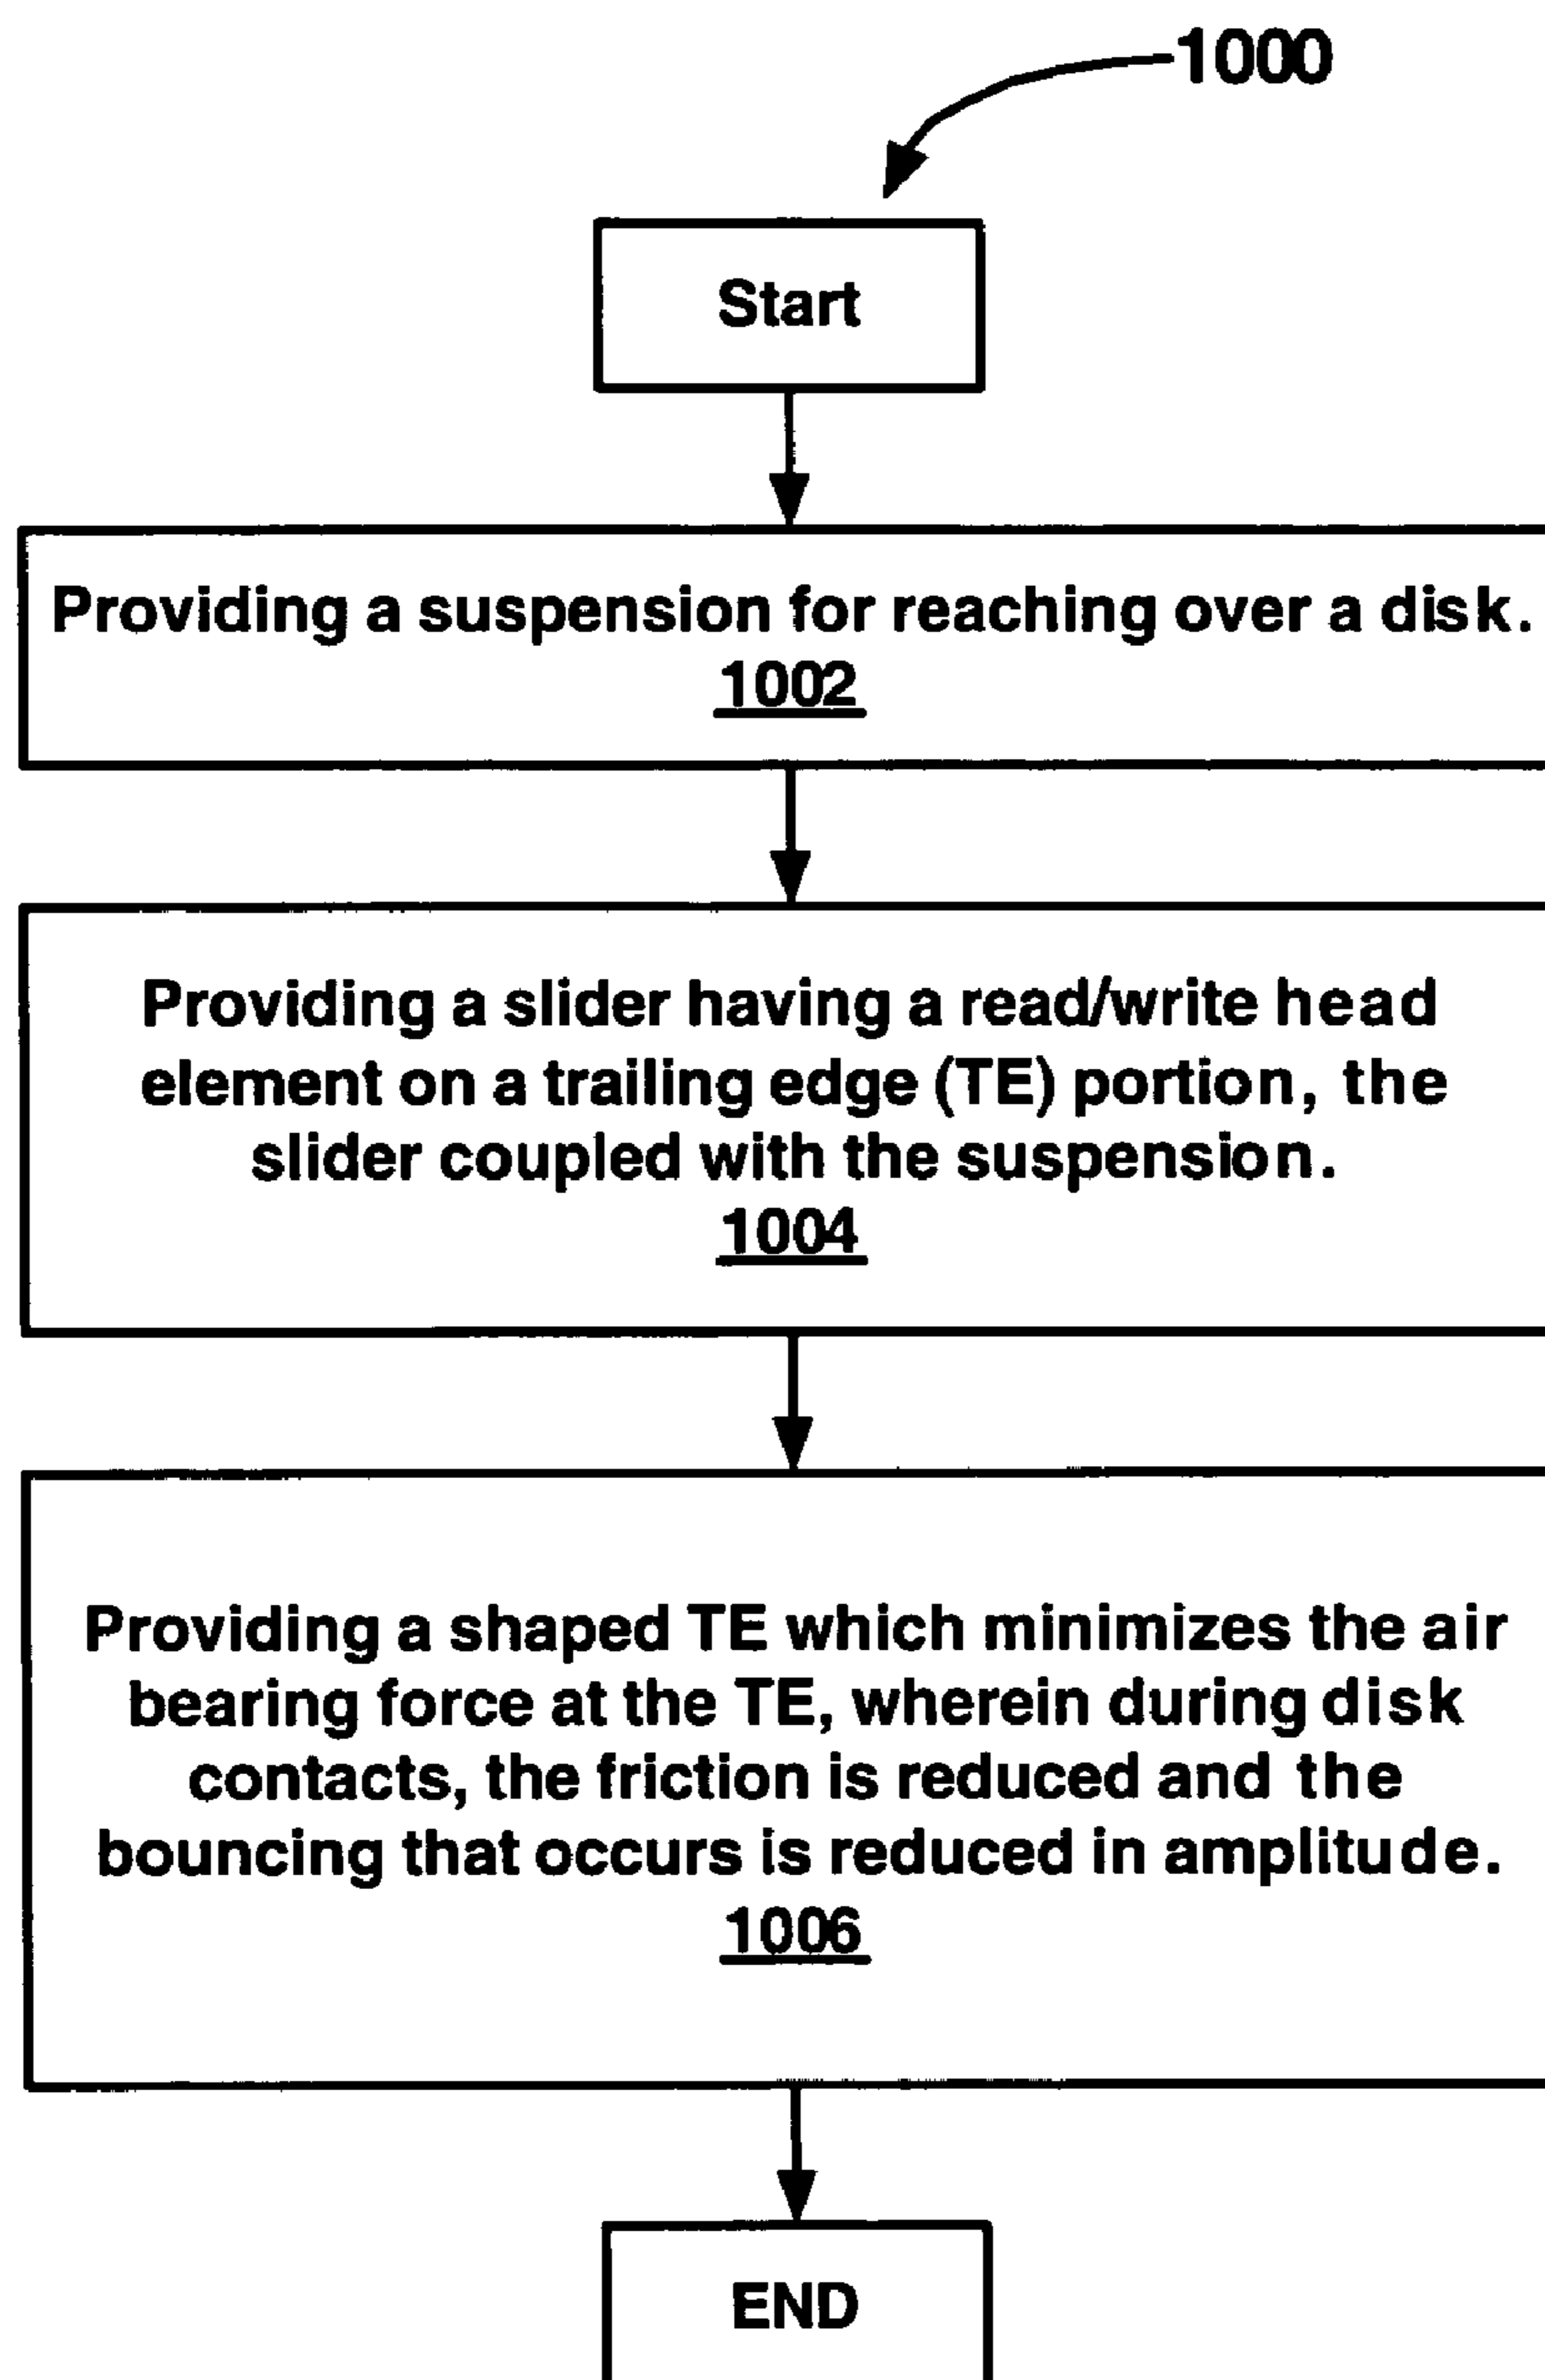 1000
Start
Providing a suspension for reaching over a disk.
1002
Providing a slider having a read/write head
element on a trailing edge (TE) portion, the
slider coupled with the suspension.
1004
Providing a shaped TE which minimizes the air
bearing force at the TE, wherein during disk
contacts, the friction is reduced and the
bouncing that occurs is reduced in amplitude.
1006
END